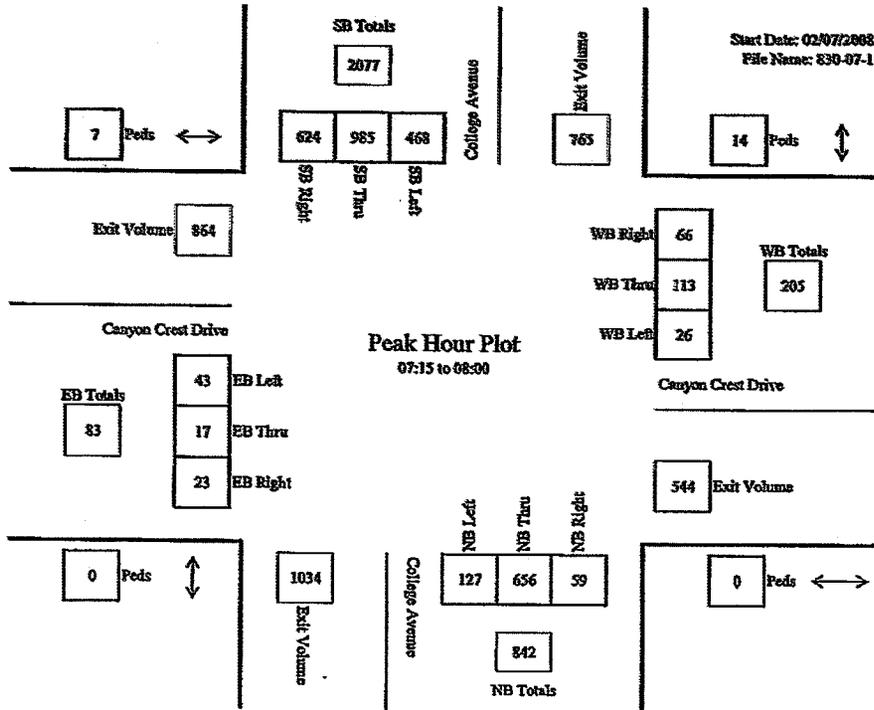 SB Totals
2077
College Avenue
Exit Volume
765
Start Date: 02/07/2008
File Name: 830-07-1
7 Peds
624 985 468
SB Right
SB Thru
SB Left
14 Peds
Exit Volume 864
WB Right 66
WB Thru 113
WB Left 26
WB Totals
205
Canyon Crest Drive
Peak Hour Plot
07:15 to 08:00
Canyon Crest Drive
EB Totals
83
43 EB Left
17 EB Thru
23 EB Right
544 Exit Volume
NB Left
NB Thru
NB Right
0 Peds
1034
Exit Volume
College Avenue
127 656 59
0 Peds
842
NB Totals